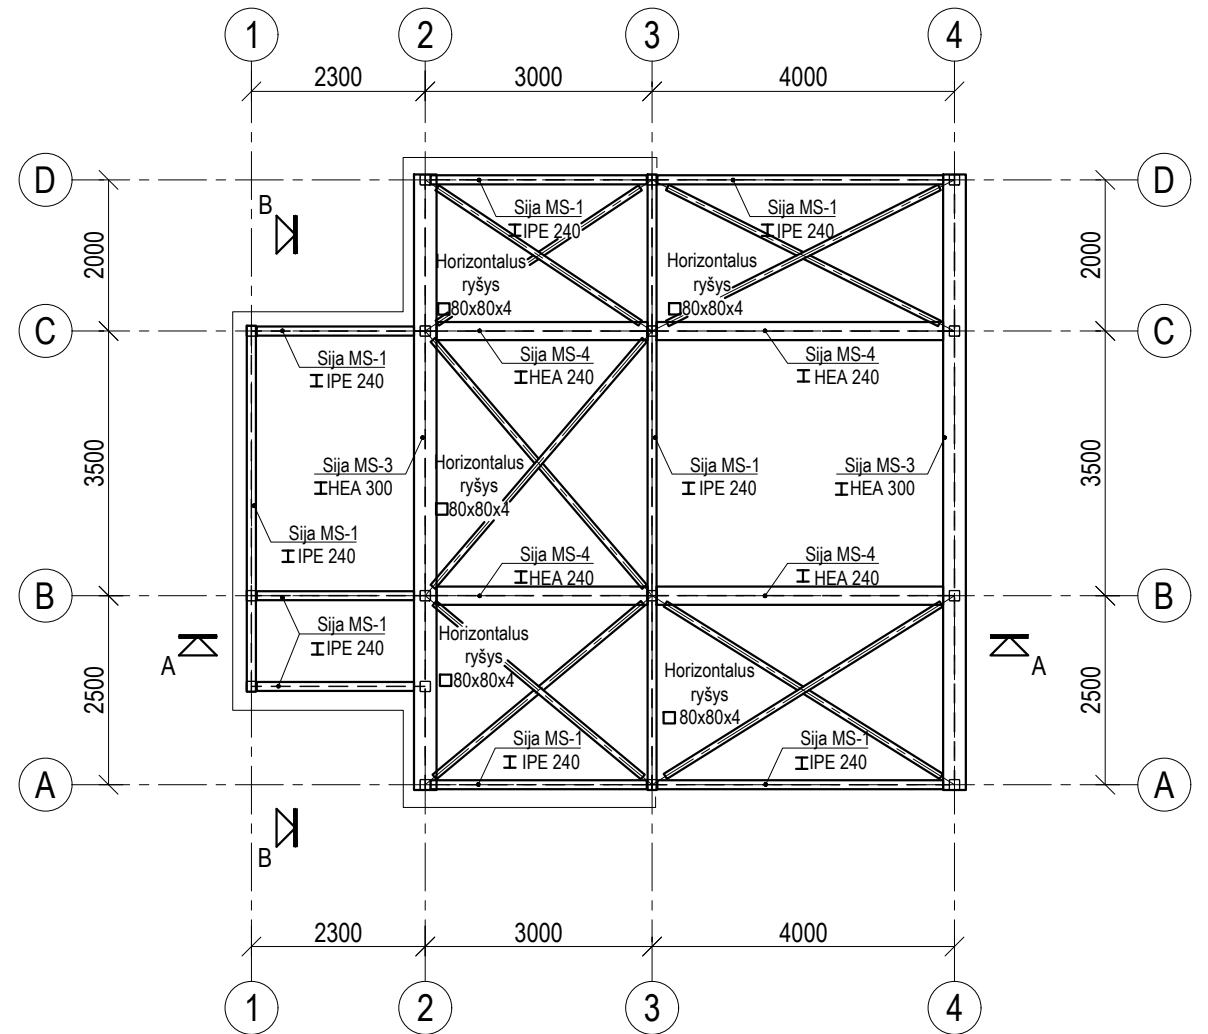 1 2 3 4
2300 3000 4000
D D
B
2000 2000
Sija MS-1
IPE 240
Sija MS-1
IPE 240
Horizontalus
ryšys
80x80x4
Horizontalus
ryšys
80x80x4
C C
Sija MS-1
IPE 240
Sija MS-4
HEA 240
Sija MS-4
HEA 240
3500 3500
Sija MS-3
HEA 300
Horizontalus
ryšys
80x80x4
Sija MS-1
IPE 240
Sija MS-3
HEA 300
Sija MS-1
IPE 240
Sija MS-4
HEA 240
Sija MS-4
HEA 240
B B
Sija MS-1
IPE 240
Horizontalus
ryšys
80x80x4
Horizontalus
ryšys
80x80x4
A A
2500 2500
Sija MS-1
IPE 240
Sija MS-1
IPE 240
A A
B
2300 3000 4000
1 2 3 4